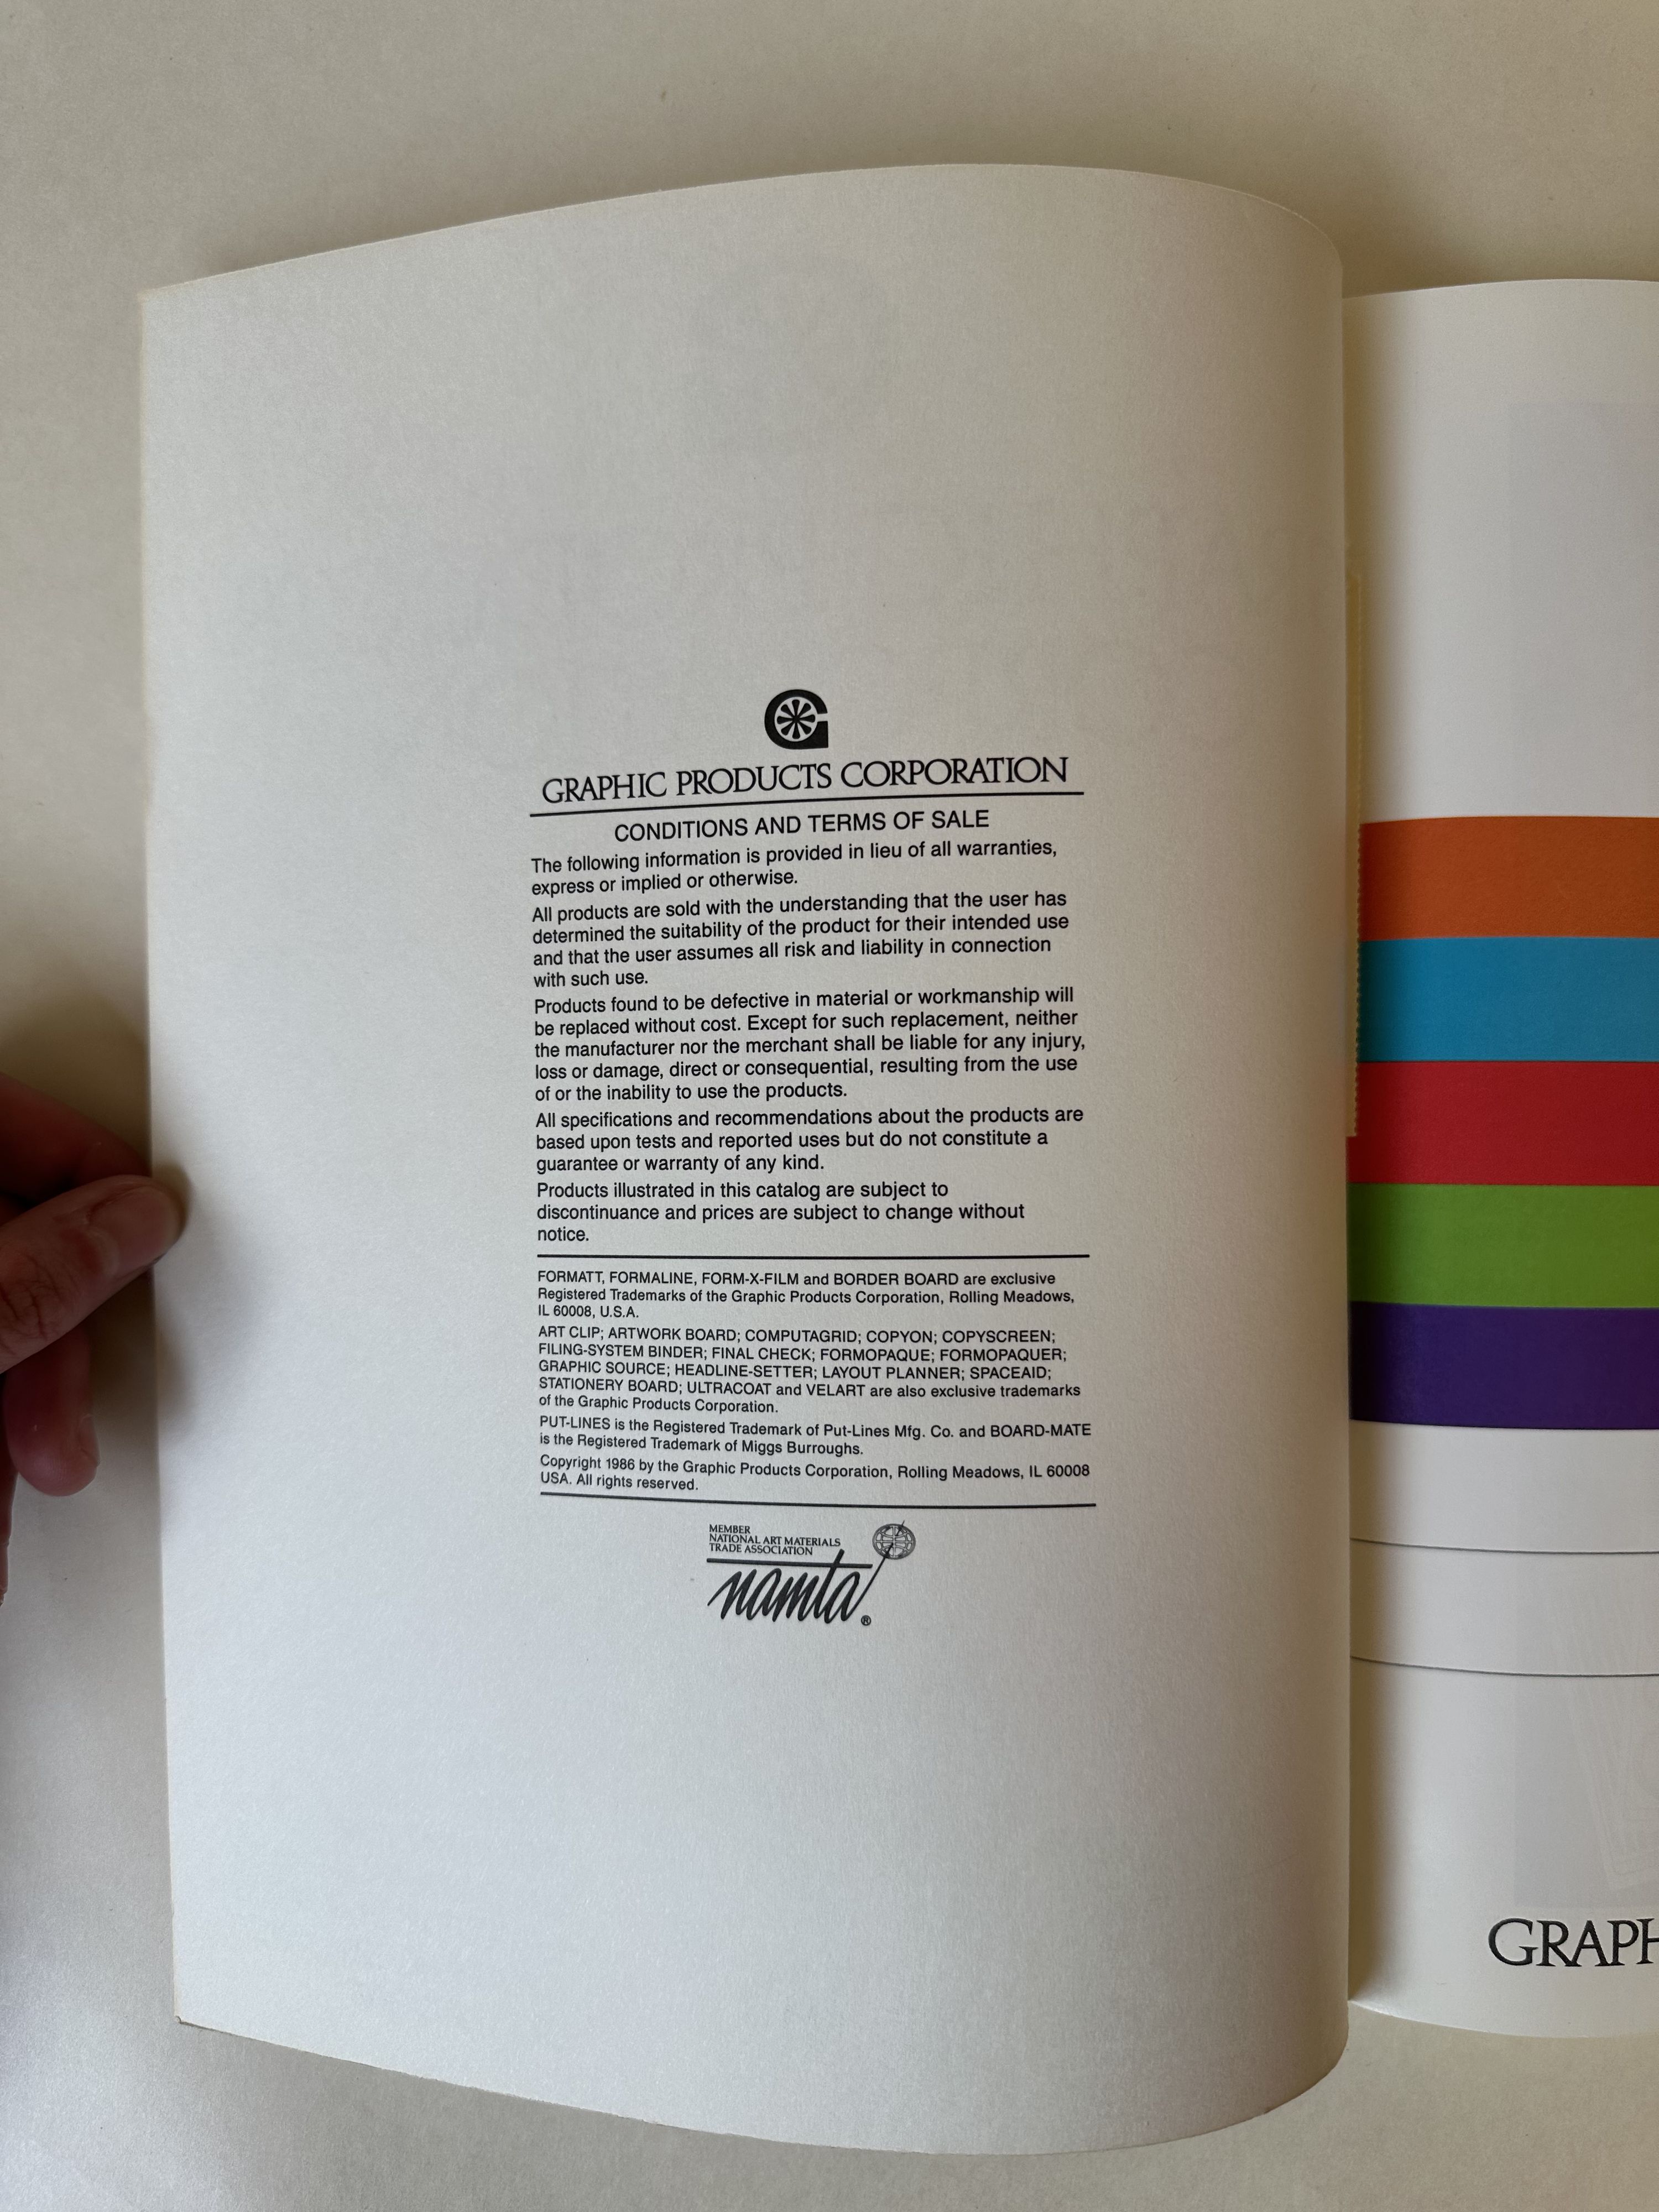 GRAPHIC PRODUCTS CORPORATION
CONDITIONS AND TERMS OF SALE
The following information is provided in lieu of all warranties,
express or implied or otherwise.
All products are sold with the understanding that the user has
determined the suitability of the product for their intended use
and that the user assumes all risk and liability in connection
with such use.
Products found to be defective in material or workmanship will
be replaced without cost. Except for such replacement, neither
the manufacturer nor the merchant shall be liable for any injury,
loss or damage, direct or consequential, resulting from the use
of or the inability to use the products.
All specifications and recommendations about the products are
based upon tests and reported uses but do not constitute a
guarantee or warranty of any kind.
Products illustrated in this catalog are subject to
discontinuance and prices are subject to change without
notice.
FORMATT, FORMALINE, FORM-X-FILM and BORDER BOARD are exclusive
Registered Trademarks of the Graphic Products Corporation, Rolling Meadows,
IL 60008, U.S.A.
ART CLIP; ARTWORK BOARD; COMPUTAGRID; COPYON; COPYSCREEN;
FILING-SYSTEM BINDER; FINAL CHECK; FORMOPAQUE; FORMOPAQUER;
GRAPHIC SOURCE; HEADLINE-SETTER; LAYOUT PLANNER; SPACEAID;
STATIONERY BOARD; ULTRACOAT and VELART are also exclusive trademarks
of the Graphic Products Corporation.
PUT-LINES is the Registered Trademark of Put-Lines Mfg. Co. and BOARD-MATE
is the Registered Trademark of Miggs Burroughs.
Copyright 1986 by the Graphic Products Corporation, Rolling Meadows, IL 60008
USA. All rights reserved.
MEMBER
NATIONAL ART MATERIALS
TRADE ASSOCIATION
namta®
GRAPH